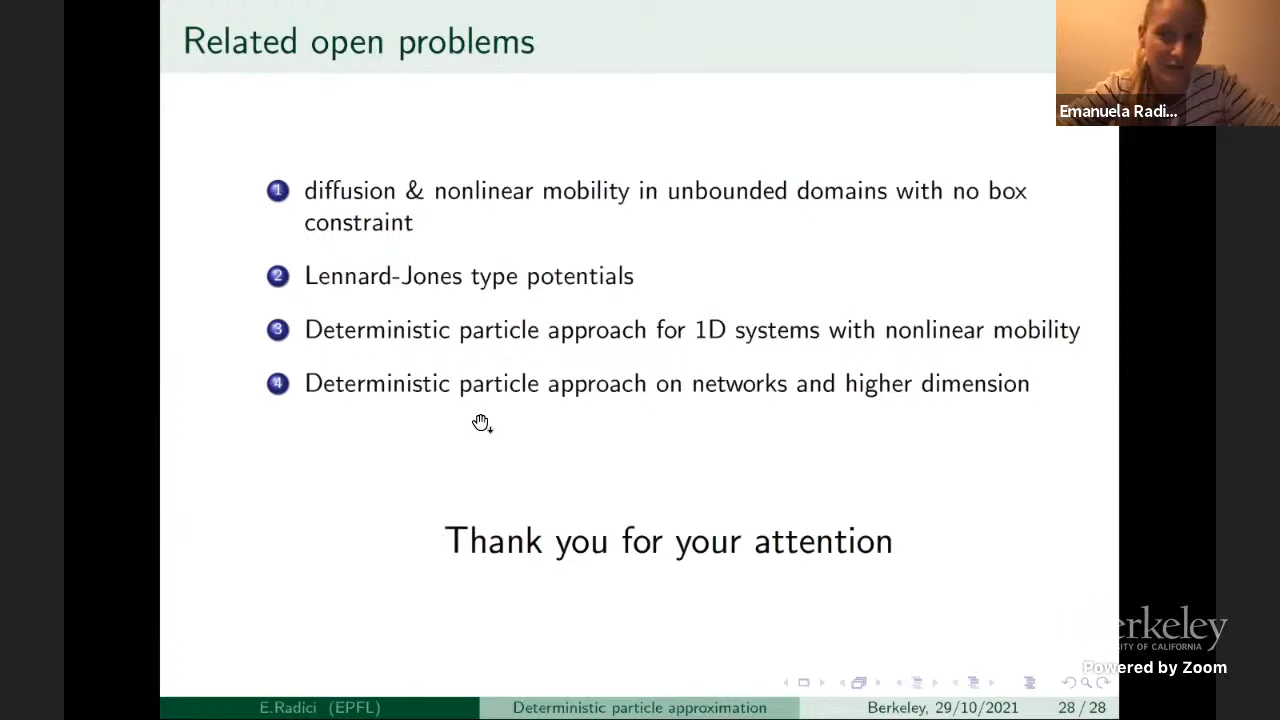 Related open problems
Emanuela Radi...
1 diffusion & nonlinear mobility in unbounded domains with no box
constraint
2 Lennard-Jones type potentials
3 Deterministic particle approach for 1D systems with nonlinear mobility
4 Deterministic particle approach on networks and higher dimension
Thank you for your attention
erkeley
OF CALIFORNIA
Powered by Zoom
E.Radici (EPFL) Deterministic particle approximation Berkeley, 29/10/2021 28 / 28